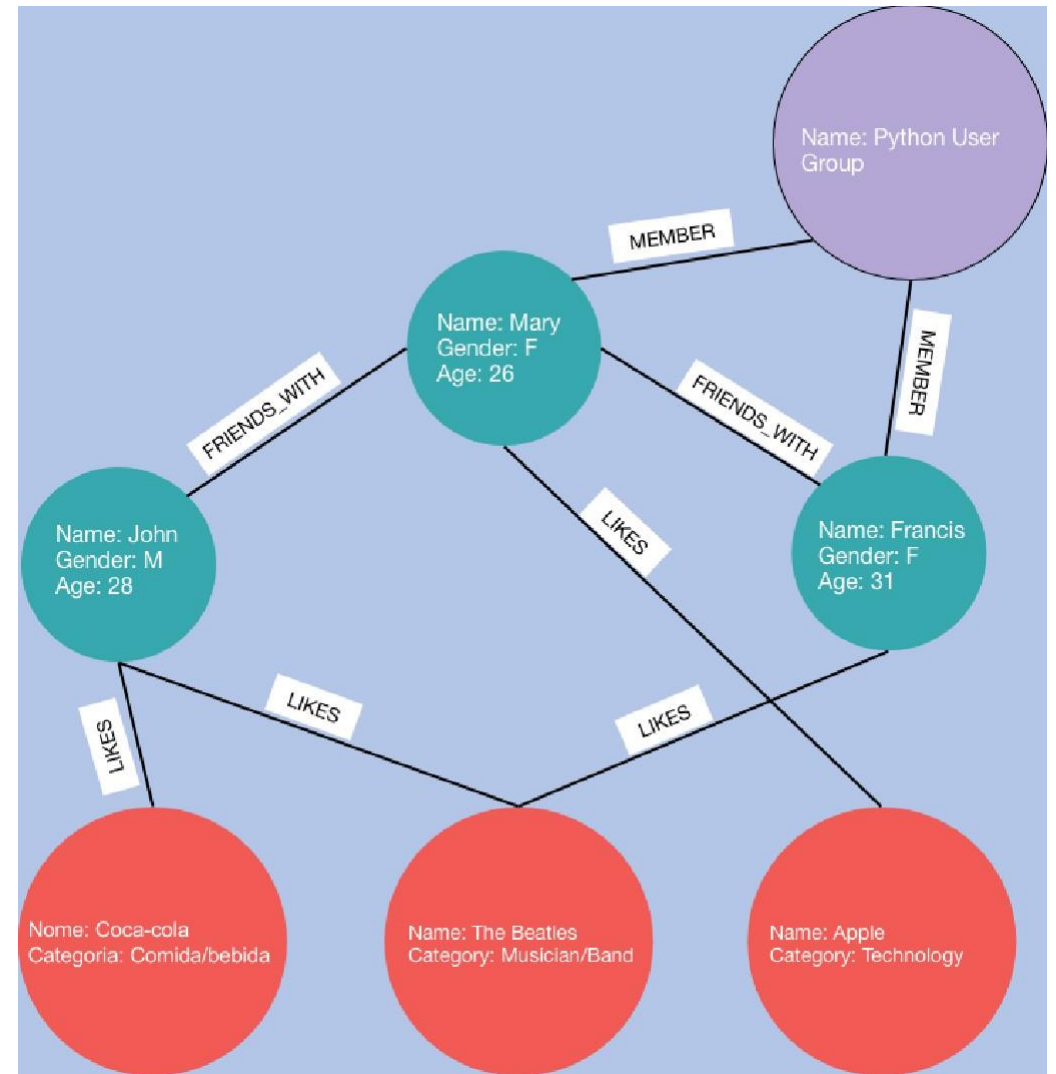 Name: Python User
Group
MEMBER
MEMBER
Name: Mary
Gender: F
Age: 26
FRIENDS_WITH
FRIENDS_WITH
Name: John
Gender: M
Age: 28
LIKES
Name: Francis
Gender: F
Age: 31
LIKES
LIKES
LIKES
Nome: Coca-cola
Categoria: Comida/bebida
Name: The Beatles
Category: Musician/Band
Name: Apple
Category: Technology